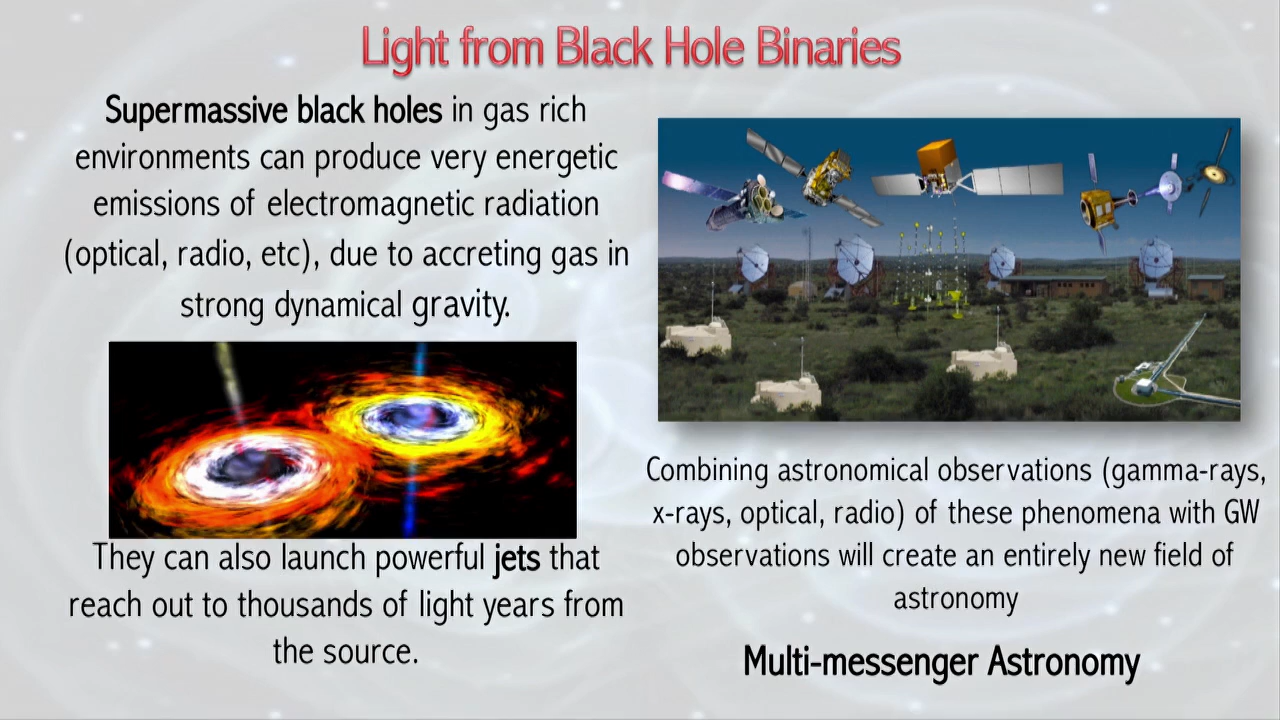 Light from Black Hole Binaries
Supermassive black holes in gas rich
environments can produce very energetic
emissions of electromagnetic radiation
(optical, radio, etc), due to accreting gas in
strong dynamical gravity.
They can also launch powerful jets that
reach out to thousands of light years from
the source.
Combining astronomical observations (gamma-rays,
x-rays, optical, radio) of these phenomena with GW
observations will create an entirely new field of
astronomy
Multi-messenger Astronomy